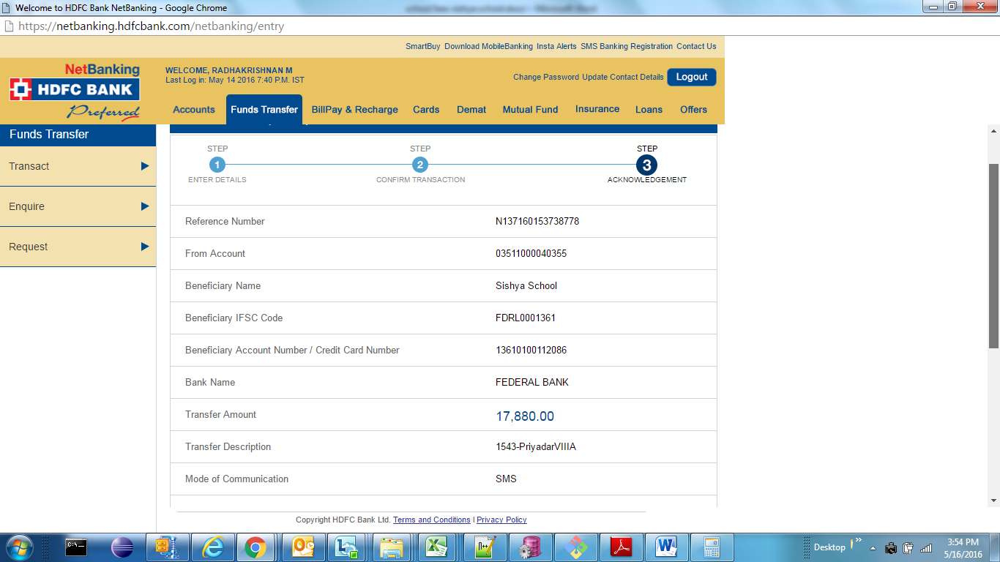 Welcome to HDFC Bank NetBanking - Google Chrome
https://netbanking.hdfcbank.com/netbanking/entry
SmartBuy Download MobileBanking Insta Alerts SMS Banking Registration Contact Us
NetBanking
HDFC BANK
Preferred
WELCOME, RADHAKRISHNAN M
Last Log in: May 14 2016 7:40 P.M. IST
Change Password Update Contact Details Logout
Accounts Funds Transfer BillPay & Recharge Cards Demat Mutual Fund Insurance Loans Offers
Funds Transfer
Transact
Enquire
Request
STEP STEP STEP
1 2 3
ENTER DETAILS CONFIRM TRANSACTION ACKNOWLEDGEMENT
Reference Number N137160153738778
From Account 03511000040355
Beneficiary Name Sishya School
Beneficiary IFSC Code FDRL0001361
Beneficiary Account Number / Credit Card Number 13610100112086
Bank Name FEDERAL BANK
Transfer Amount 17,880.00
Transfer Description 1543-PriyadarVIIIA
Mode of Communication SMS
Copyright HDFC Bank Ltd. Terms and Conditions | Privacy Policy
Desktop
3:54 PM
5/16/2016